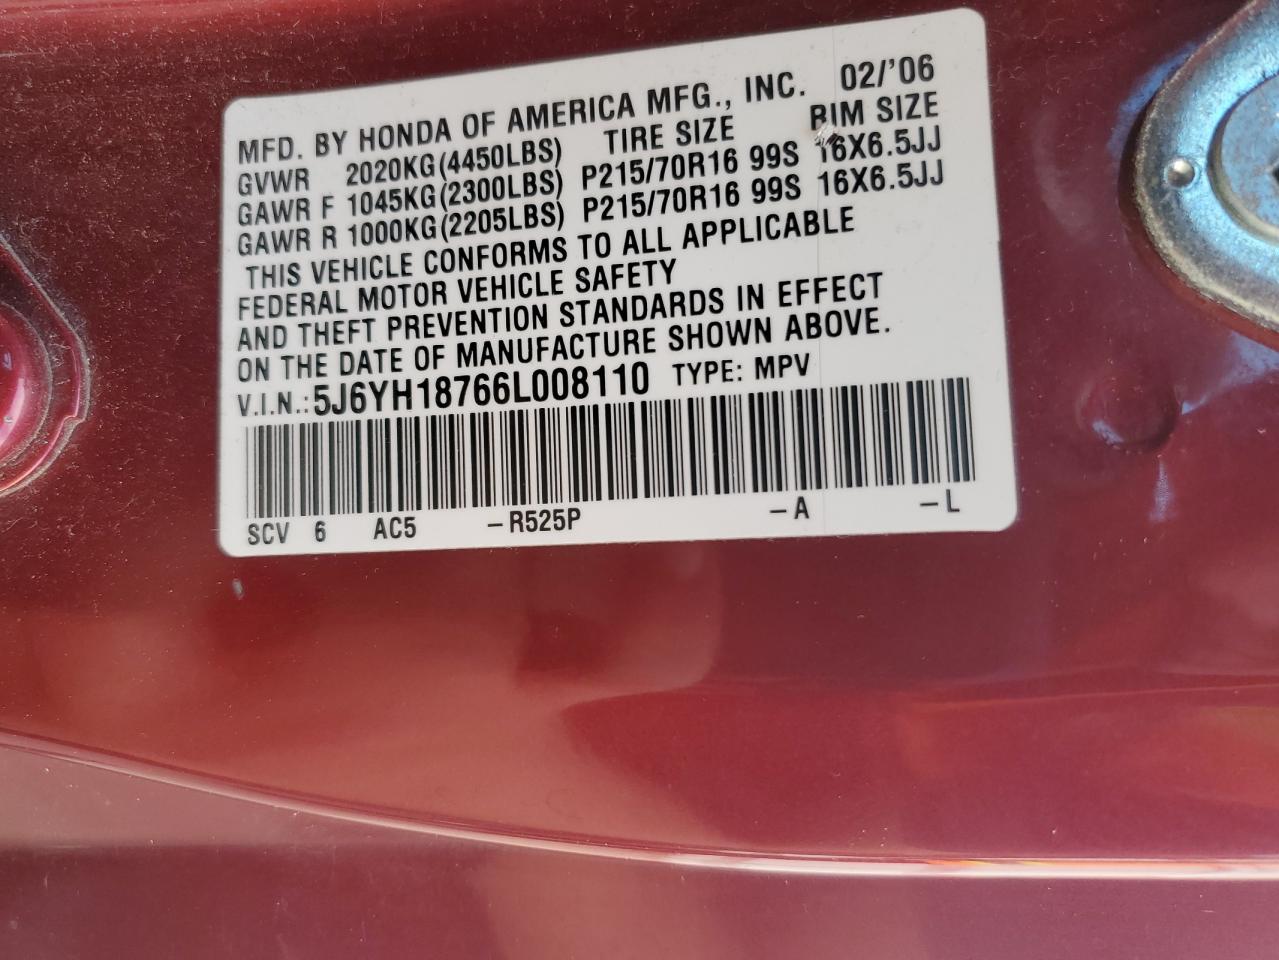 MFD. BY HONDA OF AMERICA MFG., INC. 02/'06
GVWR 2020KG(4450LBS) TIRE SIZE RIM SIZE
GAWR F 1045KG(2300LBS) P215/70R16 99S 16X6.5JJ
GAWR R 1000KG(2205LBS) P215/70R16 99S 16X6.5JJ
THIS VEHICLE CONFORMS TO ALL APPLICABLE
FEDERAL MOTOR VEHICLE SAFETY
AND THEFT PREVENTION STANDARDS IN EFFECT
ON THE DATE OF MANUFACTURE SHOWN ABOVE.
V.I.N.:5J6YH18766L008110 TYPE: MPV
SCV 6 AC5 -R525P -A -L